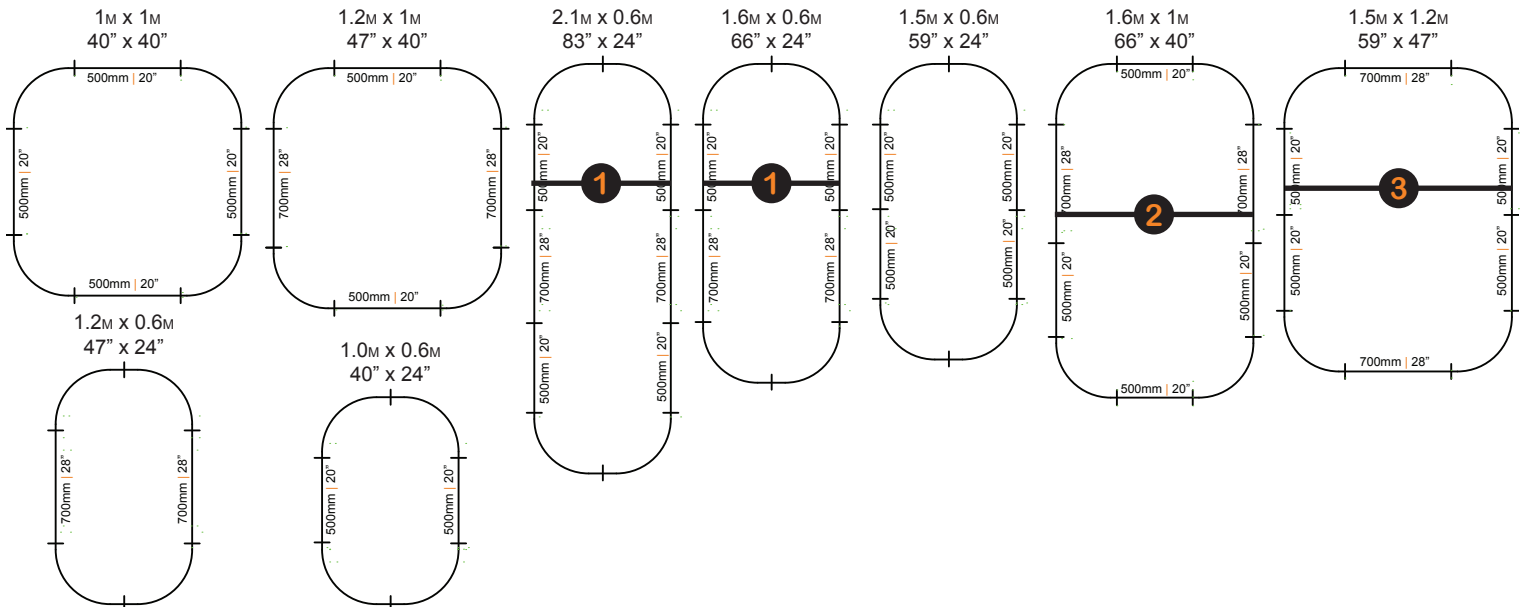 1M x 1M
40” x 40”
500mm | 20”
500mm | 20”
500mm | 20”
500mm | 20”
1.2M x 1M
47” x 40”
500mm | 20”
700mm | 28”
700mm | 28”
500mm | 20”
2.1M x 0.6M
83” x 24”
500mm | 20”
500mm | 20”
1
700mm | 28”
700mm | 28”
500mm | 20”
500mm | 20”
1.6M x 0.6M
66” x 24”
500mm | 20”
500mm | 20”
1
700mm | 28”
700mm | 28”
1.5M x 0.6M
59” x 24”
500mm | 20”
500mm | 20”
500mm | 20”
500mm | 20”
1.6M x 1M
66” x 40”
500mm | 20”
700mm | 28”
700mm | 28”
2
500mm | 20”
500mm | 20”
500mm | 20”
1.5M x 1.2M
59” x 47”
700mm | 28”
500mm | 20”
500mm | 20”
3
500mm | 20”
500mm | 20”
700mm | 28”
1.2M x 0.6M
47” x 24”
700mm | 28”
700mm | 28”
1.0M x 0.6M
40” x 24”
500mm | 20”
500mm | 20”